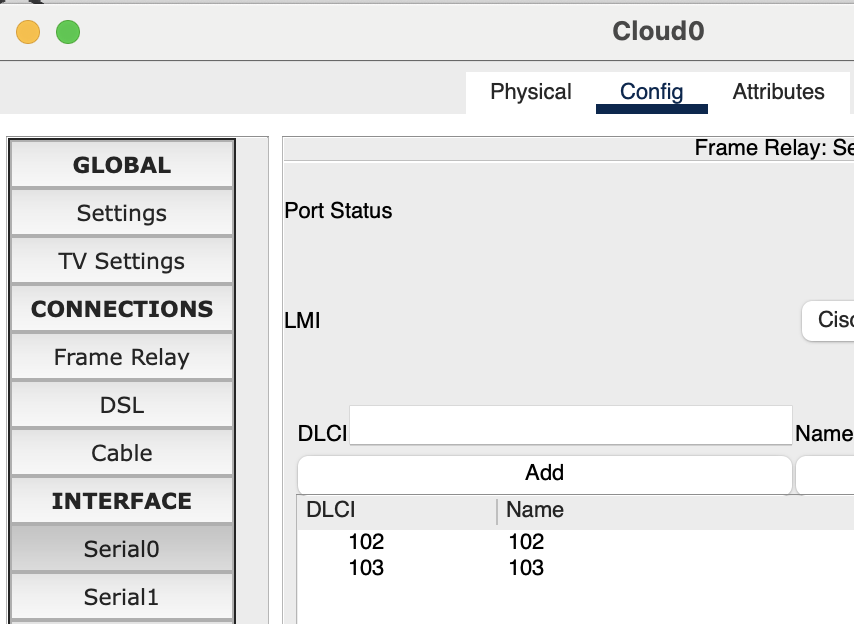 Cloud0
Physical Config Attributes
GLOBAL
Settings
TV Settings
CONNECTIONS
Frame Relay
DSL
Cable
INTERFACE
Serial0
Serial1
Frame Relay: Se
Port Status
LMI
Cisc
DLCI
Name
Add
DLCI Name
102 102
103 103